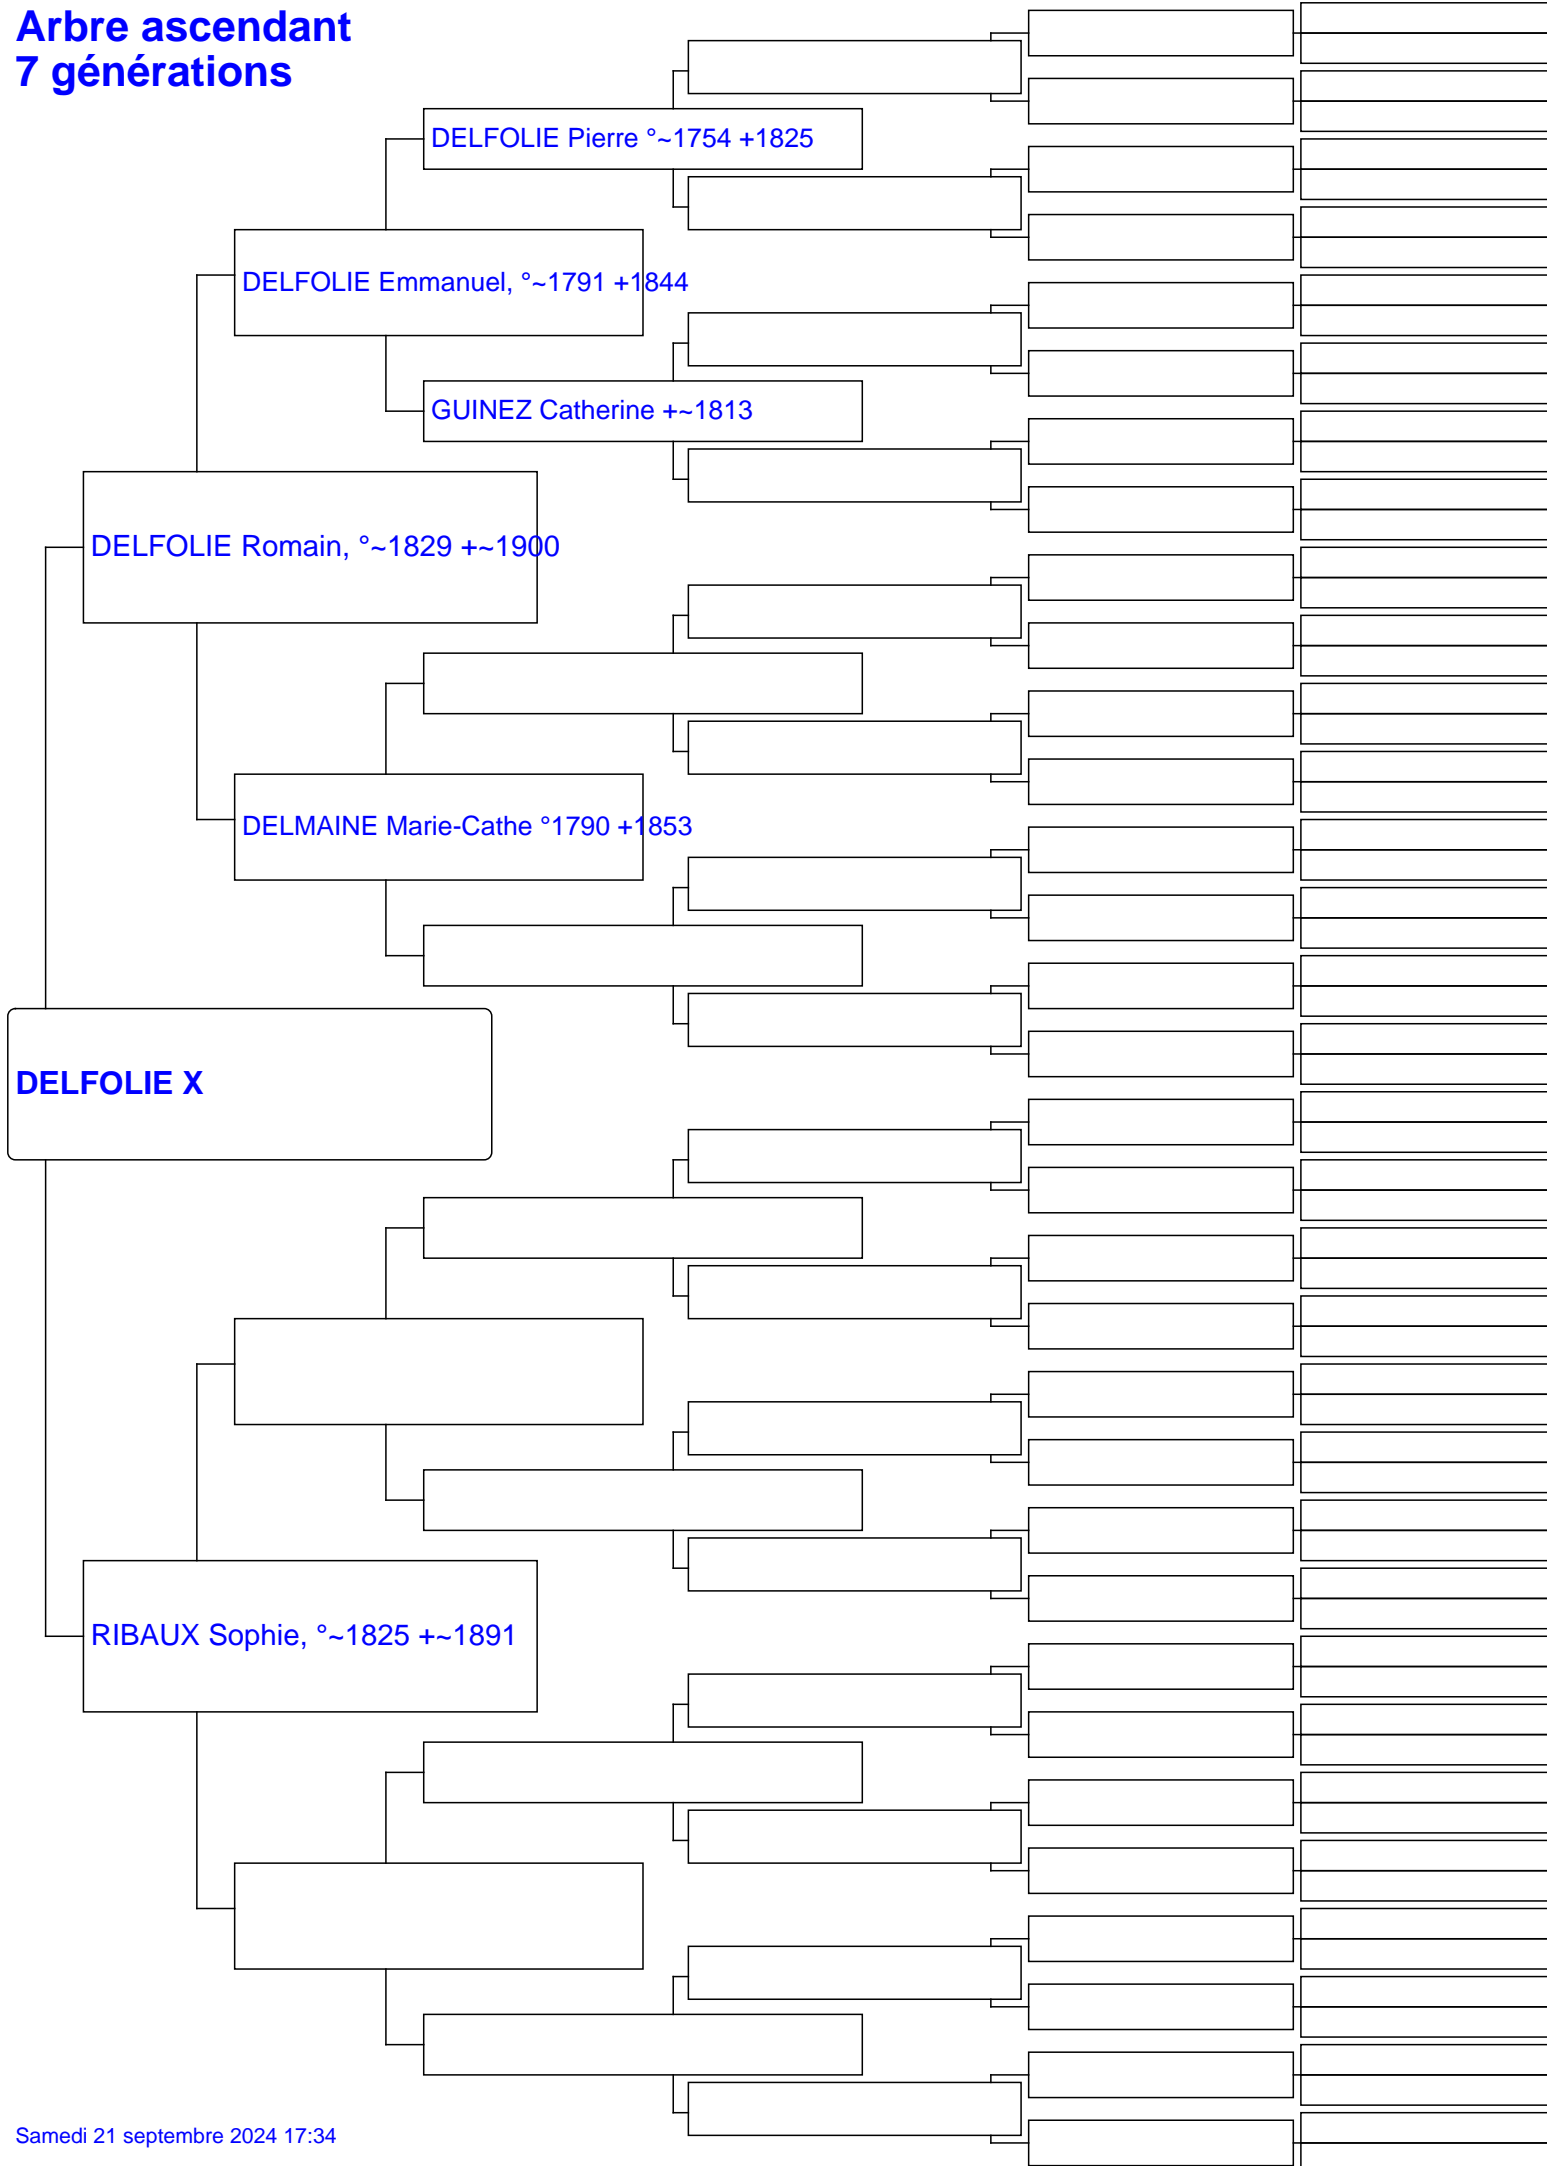 Arbre ascendant
7 générations
DELFOLIE Pierre °~1754 +1825
DELFOLIE Emmanuel, °~1791 +1844
GUINEZ Catherine +~1813
DELFOLIE Romain, °~1829 +~1900
DELMAINE Marie-Cathe °1790 +1853
DELFOLIE X
RIBAUX Sophie, °~1825 +~1891
Samedi 21 septembre 2024 17:34